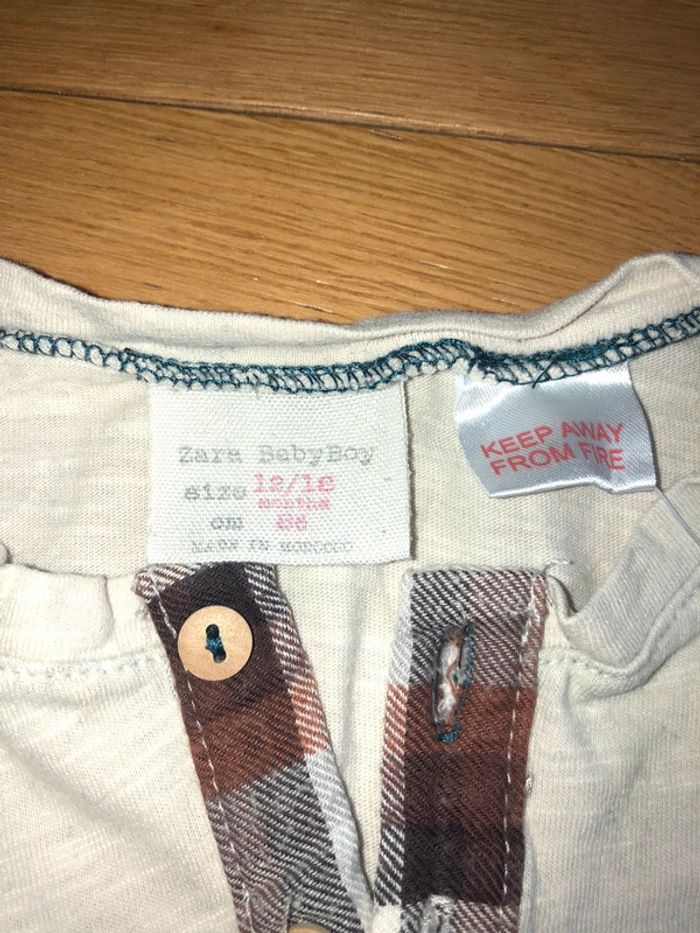 Zara BabyBoy
size 12/18
months
cm 86
MADE IN MOROCCO
KEEP AWAY
FROM FIRE